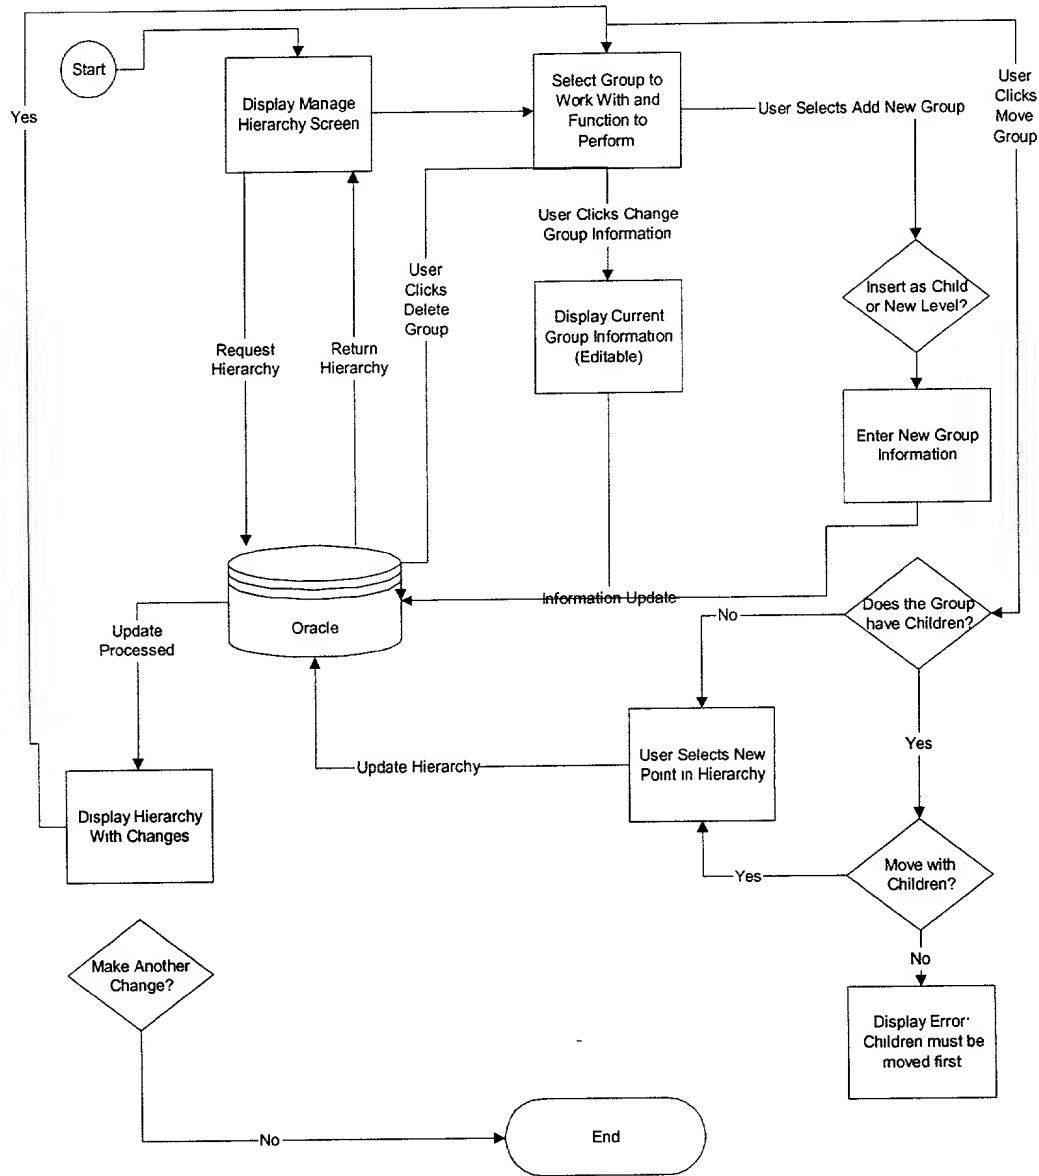 Start
Yes
Display Manage
Hierarchy Screen
Select Group to
Work With and
Function to
Perform
User Selects Add New Group
User
Clicks
Move
Group
User Clicks Change
Group Information
User
Clicks
Delete
Group
Insert as Child
or New Level?
Display Current
Group Information
(Editable)
Request
Hierarchy
Return
Hierarchy
Enter New Group
Information
Information Update
Oracle
Does the Group
have Children?
No
Update
Processed
Yes
User Selects New
Point in Hierarchy
Update Hierarchy
Display Hierarchy
With Changes
Move with
Children?
Yes
No
Make Another
Change?
Display Error:
Children must be
moved first
No
End